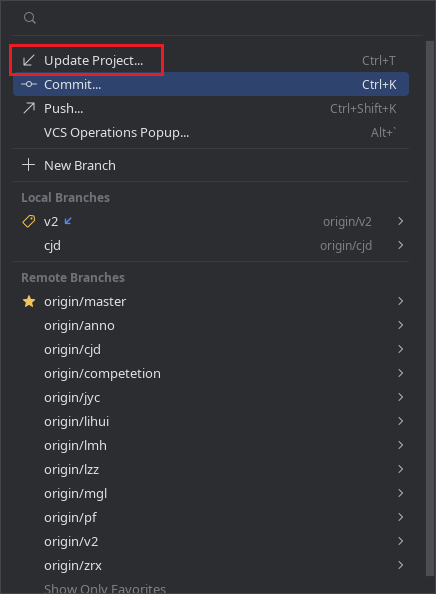 Update Project... Ctrl+T
Commit... Ctrl+K
Push... Ctrl+Shift+K
VCS Operations Popup... Alt+`
New Branch
Local Branches
v2 origin/v2
cjd origin/cjd
Remote Branches
origin/master
origin/anno
origin/cjd
origin/competetion
origin/jyc
origin/lihui
origin/lmh
origin/lzz
origin/mgl
origin/pf
origin/v2
origin/zrx
Show Only Favorites